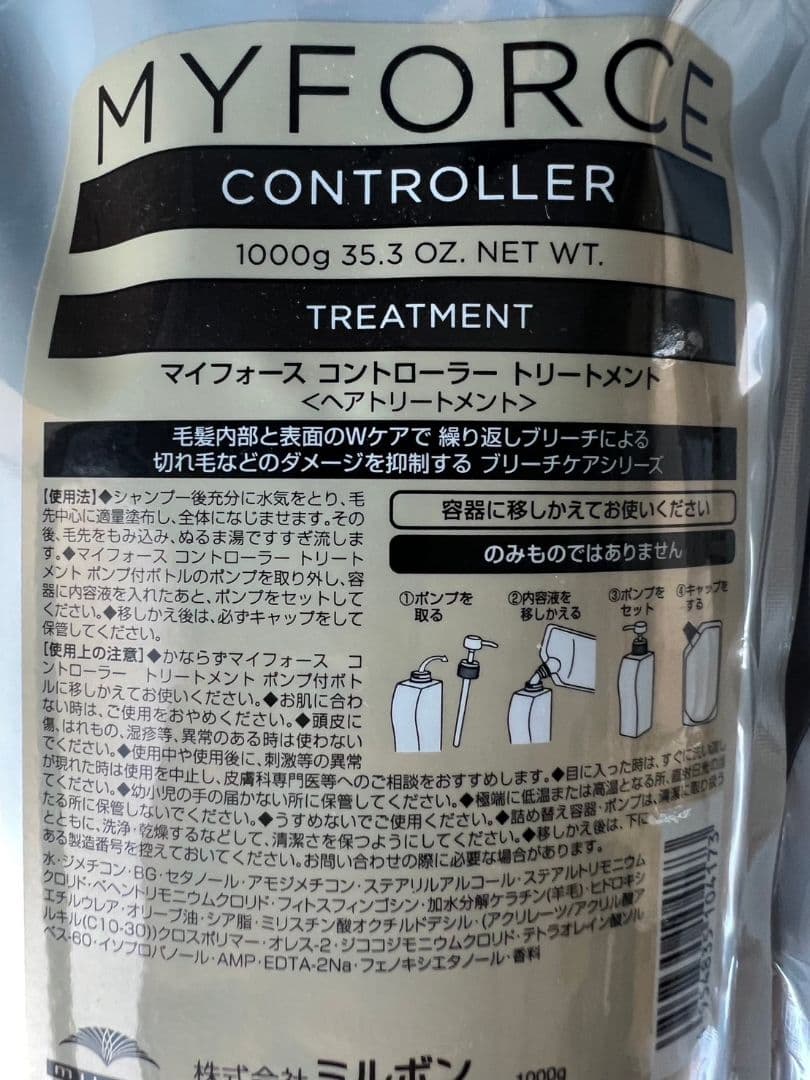 MYFORCE
CONTROLLER
1000g 35.3 OZ. NET WT.
TREATMENT
マイフォース コントローラー トリートメント
<ヘアトリートメント>
毛髪内部と表面のWケアで 繰り返しブリーチによる
切れ毛などのダメージを抑制する ブリーチケアシリーズ
【使用法】◆シャンプー後充分に水気をとり、毛
先中心に適量塗布し、全体になじませます。その
後、毛先をもみ込み、ぬるま湯ですすぎ流しま
す。◆マイフォース コントローラー トリート
メント ポンプ付ボトルのポンプを取り外し、容
器に内容液を入れたあと、ポンプをセットして
ください。◆移しかえ後は、必ずキャップをして
保管してください。
【使用上の注意】◆かならずマイフォース コ
ントローラー トリートメント ポンプ付ボト
ルに移しかえてお使いください。◆お肌に合わ
ない時は、ご使用をおやめください。◆頭皮に
傷、はれもの、湿疹等、異常のある時は使わない
でください。◆使用中や使用後に、刺激等の異常
が現れた時は使用を中止し、皮膚科専門医等へのご相談をおすすめします。◆目に入った時は、すぐに洗い流し
てください。◆幼小児の手の届かない所に保管してください。◆極端に低温または高温となる所、直射日光の当
たる所に保管しないでください。◆うすめないでご使用ください。◆詰め替え容器・ポンプは、清潔に取り扱う
とともに、洗浄・乾燥するなどして、清潔さを保つようにしてください。◆移しかえ後は、下に
ある製造番号を控えておいてください。お問い合わせの際に必要な場合があります。
容器に移しかえてお使いください
のみものではありません
①ポンプを
取る
②内容液を
移しかえる
③ポンプを
セット
④キャップを
する
水・ジメチコン・BG・セタノール・アモジメチコン・ステアリルアルコール・ステアルトリモニウム
クロリド・ベヘントリモニウムクロリド・フィトスフィンゴシン・加水分解ケラチン(羊毛)・ヒドロキシ
エチルウレア・オリーブ油・シア脂・ミリスチン酸オクチルドデシル・(アクリレーツ/アクリル酸ア
ルキル(C10-30))クロスポリマー・オレス-2・ジココジモニウムクロリド・テトラオレイン酸ソル
ベス-60・イソプロパノール・AMP・EDTA-2Na・フェノキシエタノール・香料
株式会社 ミルボン
1000g